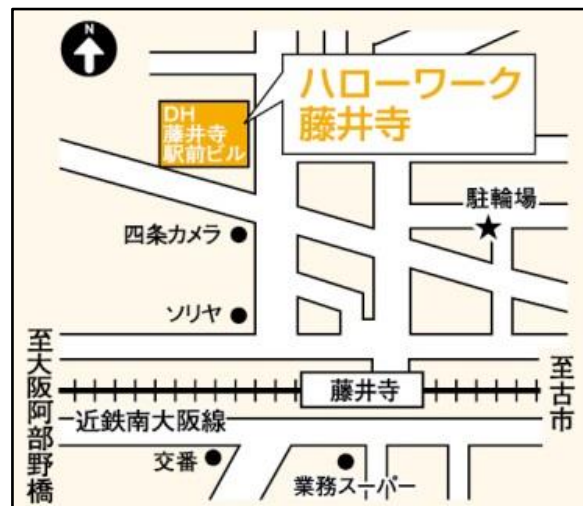 N
ハローワーク
藤井寺
DH
藤井寺
駅前ビル
駐輪場
★
四条カメラ
ソリヤ
至大阪阿部野橋
藤井寺
至古市
近鉄南大阪線
交番
業務スーパー